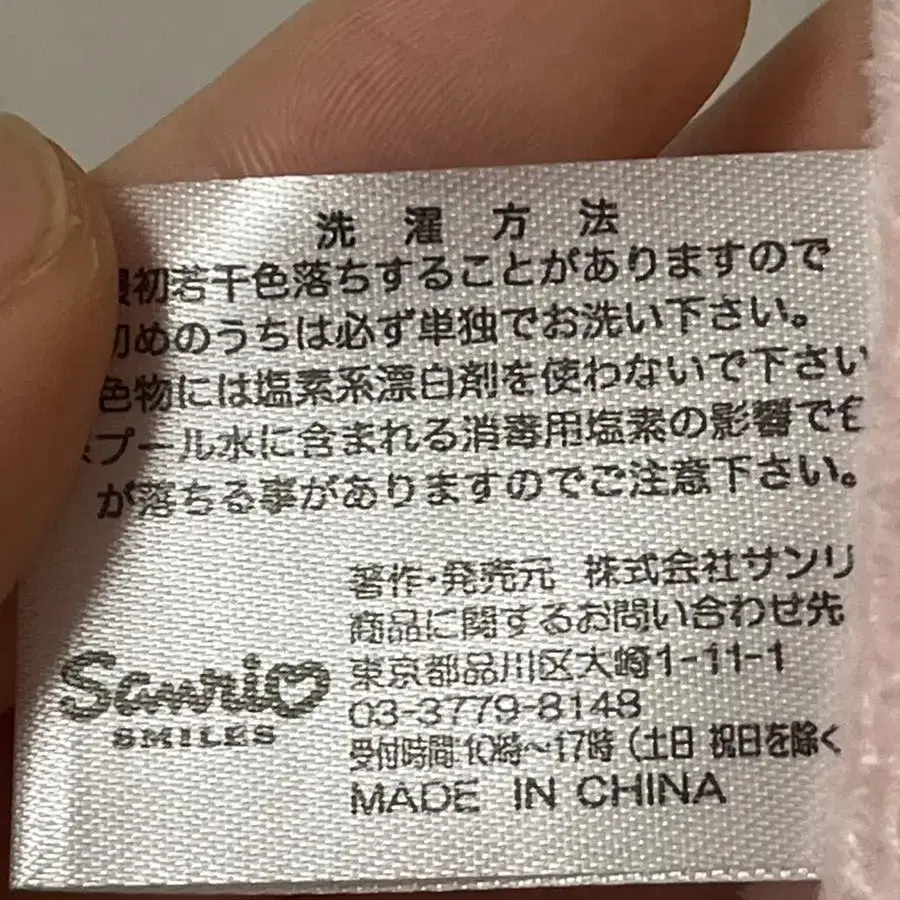 洗濯方法
最初若干色落ちすることがありますので
初めのうちは必ず単独でお洗い下さい。
色物には塩素系漂白剤を使わないで下さい
プール水に含まれる消毒用塩素の影響でも
が落ちる事がありますのでご注意下さい。
著作・発売元 株式会社サンリ
商品に関するお問い合わせ先
東京都品川区大崎1-11-1
03-3779-8148
受付時間 10時〜17時（土日 祝日を除く
MADE IN CHINA
Sanrio
SMILES